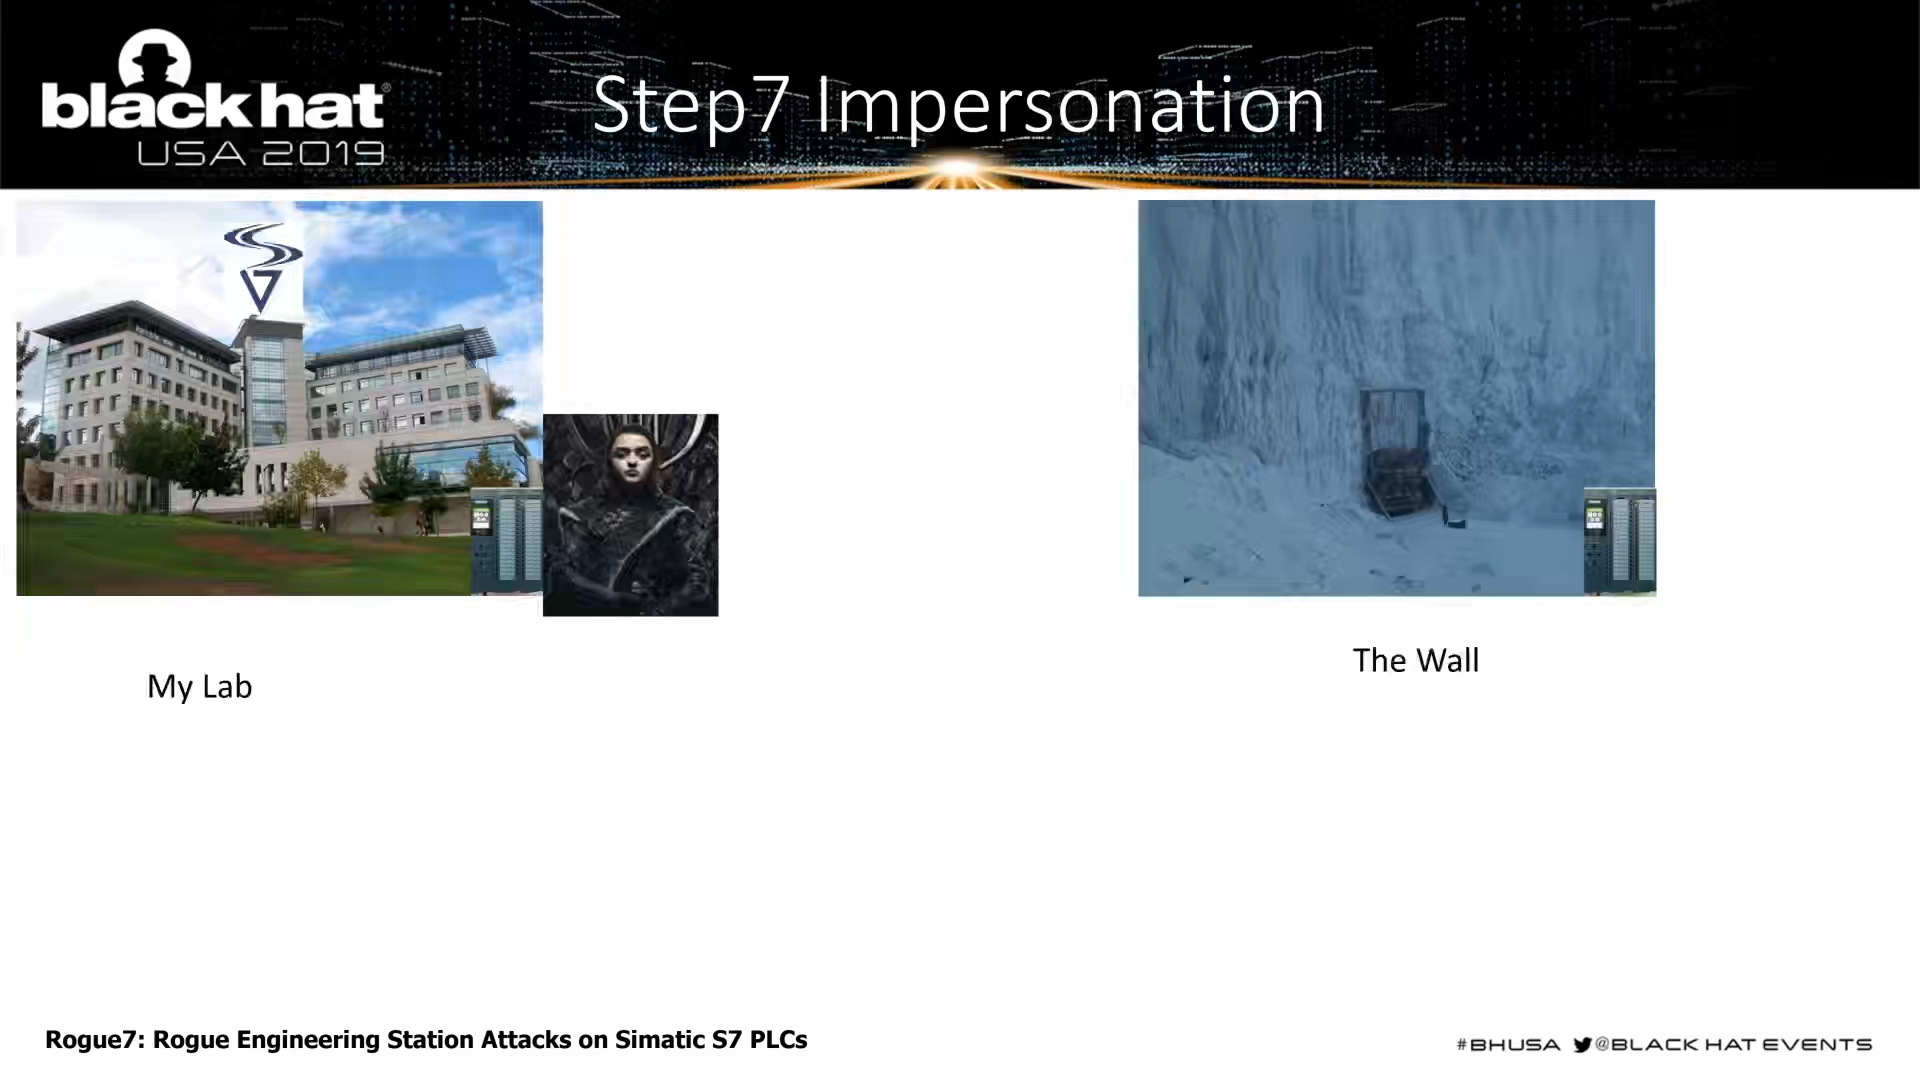 black hat®
USA 2019
Step7 Impersonation
My Lab
The Wall
Rogue7: Rogue Engineering Station Attacks on Simatic S7 PLCs
#BHUSA @BLACK HAT EVENTS